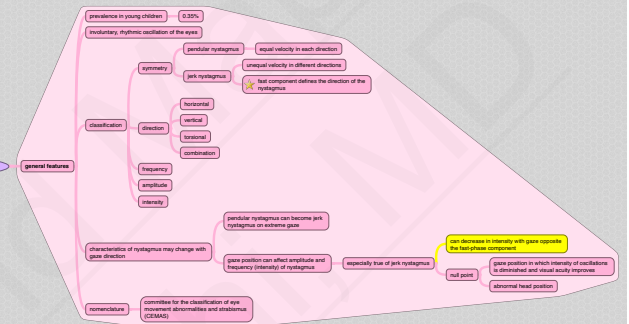 prevalence in young children
0.35%
involuntary, rhythmic oscillation of the eyes
general features
classification
symmetry
pendular nystagmus
equal velocity in each direction
jerk nystagmus
unequal velocity in different directions
fast component defines the direction of the
nystagmus
direction
horizontal
vertical
torsional
combination
frequency
amplitude
intensity
characteristics of nystagmus may change with
gaze direction
pendular nystagmus can become jerk
nystagmus on extreme gaze
gaze position can affect amplitude and
frequency (intensity) of nystagmus
especially true of jerk nystagmus
can decrease in intensity with gaze opposite
the fast-phase component
null point
gaze position in which intensity of oscillations
is diminished and visual acuity improves
abnormal head position
nomenclature
committee for the classification of eye
movement abnormalities and strabismus
(CEMAS)